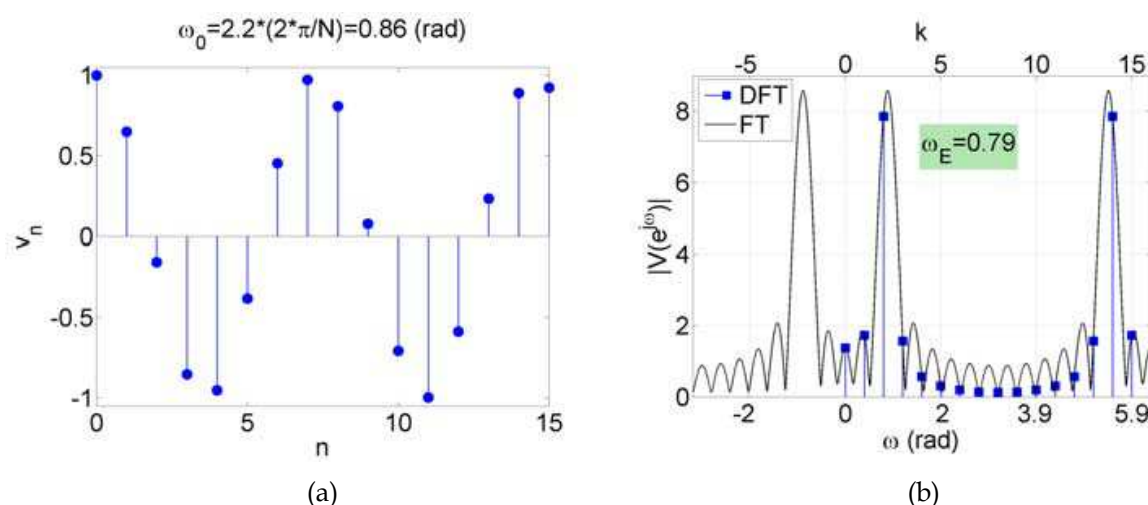 ω₀=2.2*(2*π/N)=0.86 (rad)
1
0.5
0
-0.5
-1
v_n
0 5 10 15
n
(a)
k
-5 0 5 10 15
DFT
FT
ω_E=0.79
8
6
4
2
0
|V(e^{jω})|
-2 0 2 3.9 5.9
ω (rad)
(b)